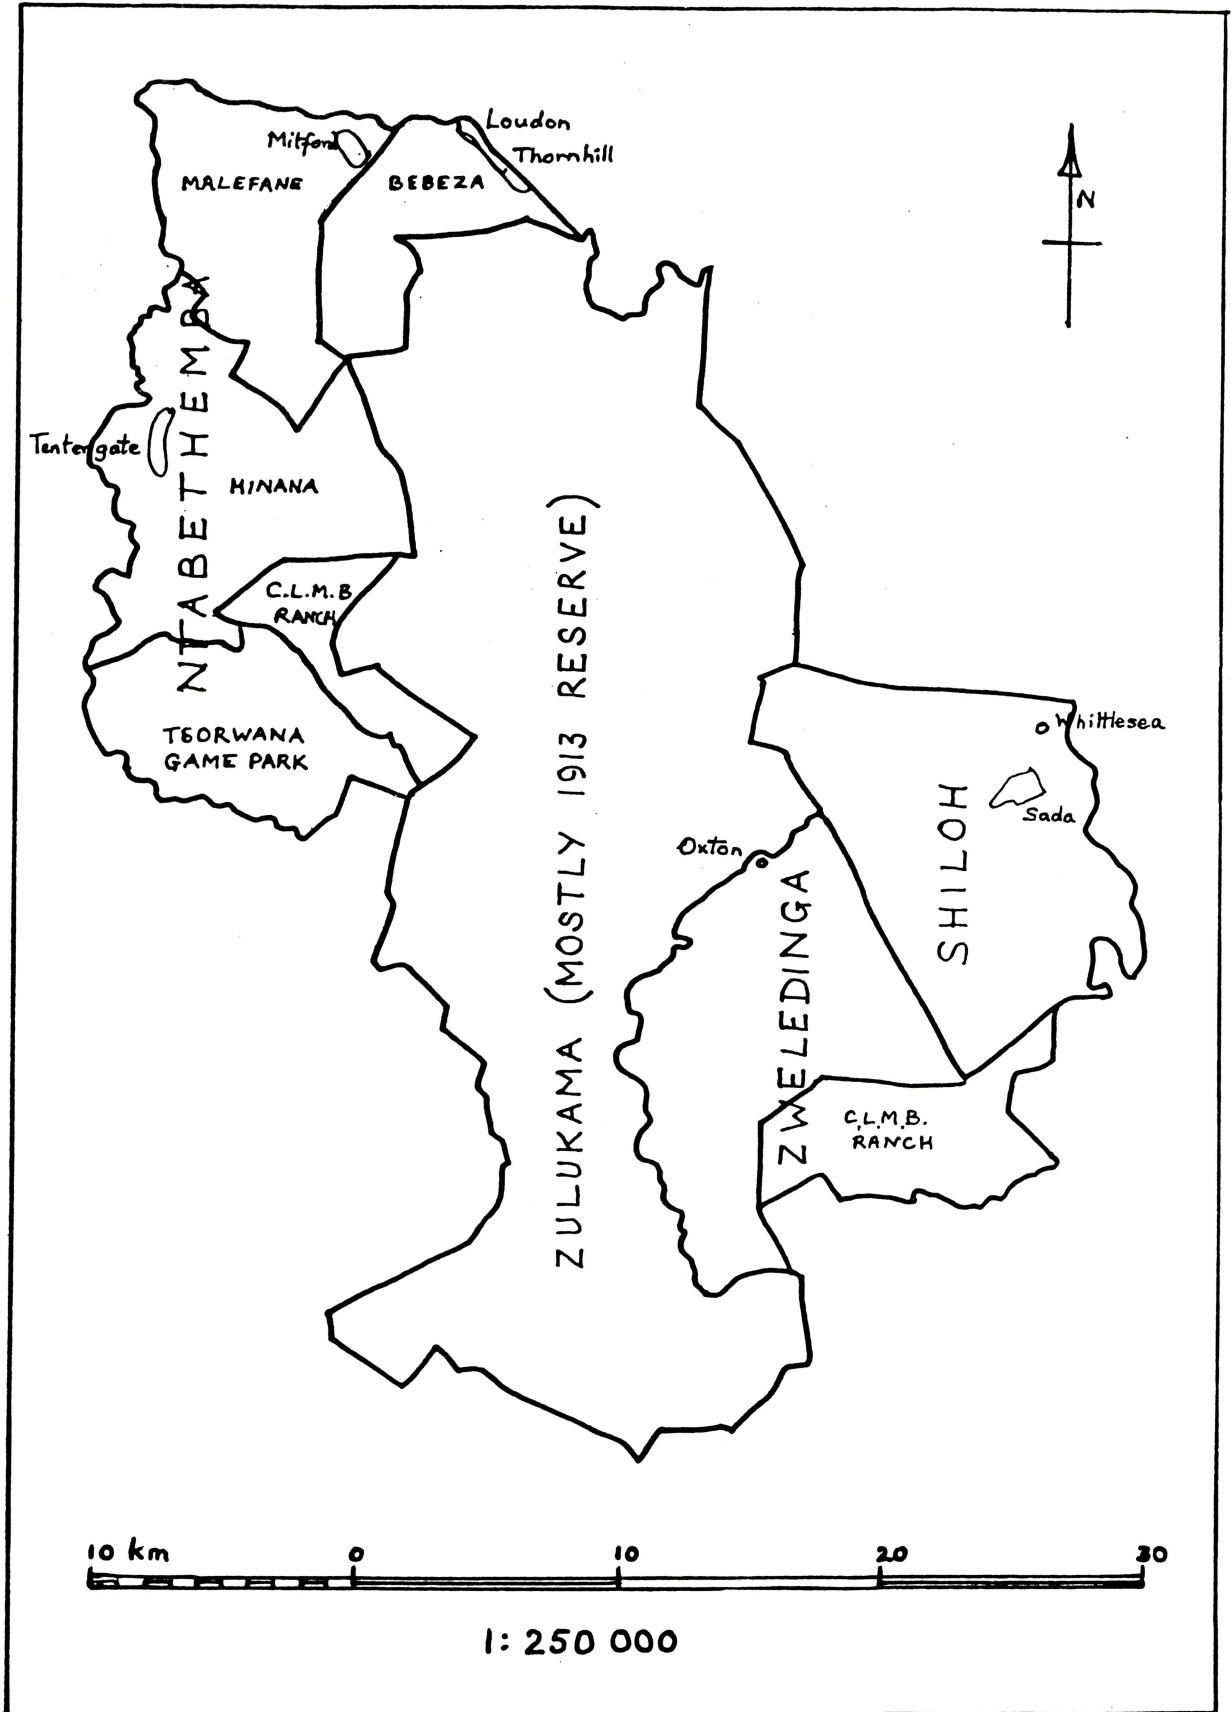 Loudon
Mitford
Thornhill
MALEFANE
BEBEZA
N
NTABETHEMBA
Tentergate
HINANA
C.L.M.B
RANCH
ZULUKAMA (MOSTLY 1913 RESERVE)
TSORWANA
GAME PARK
Whittlesea
Sada
SHILOH
Oxton
ZWELEDINGA
C.L.M.B.
RANCH
10 km 0 10 20 30
1: 250 000